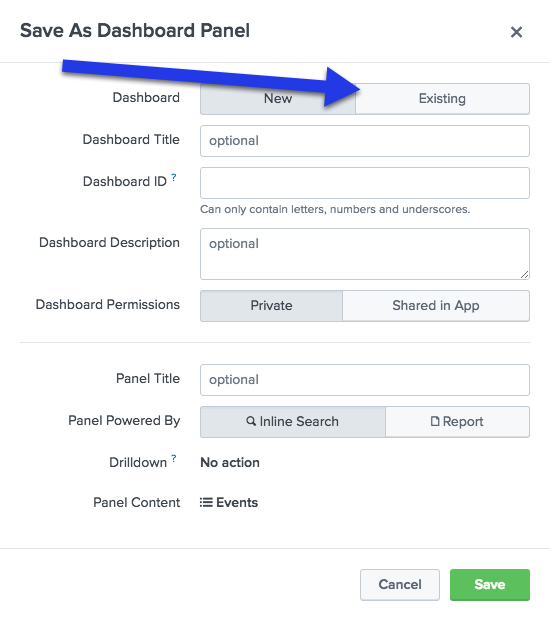 Save As Dashboard Panel ×
Dashboard New Existing
Dashboard Title optional
Dashboard ID ?
Can only contain letters, numbers and underscores.
Dashboard Description optional
Dashboard Permissions Private Shared in App
Panel Title optional
Panel Powered By Inline Search Report
Drilldown ? No action
Panel Content Events
Cancel Save